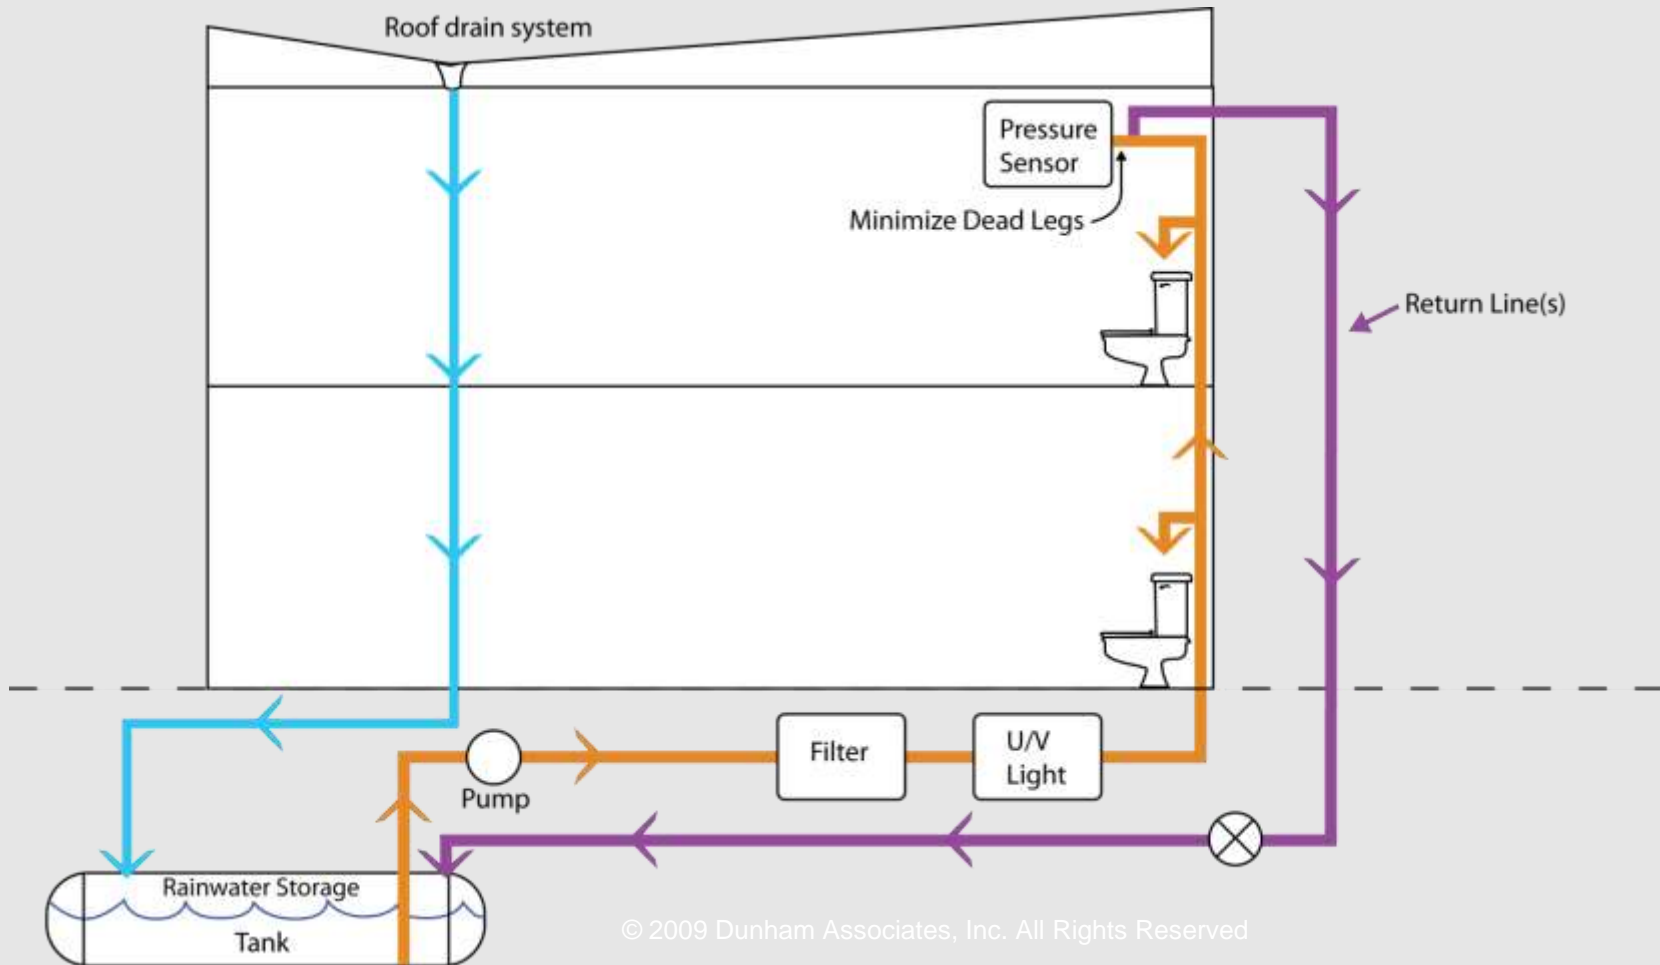 Roof drain system
Pressure
Sensor
Minimize Dead Legs
Return Line(s)
Filter
U/V
Light
Pump
Rainwater Storage
Tank
© 2009 Dunham Associates, Inc. All Rights Reserved